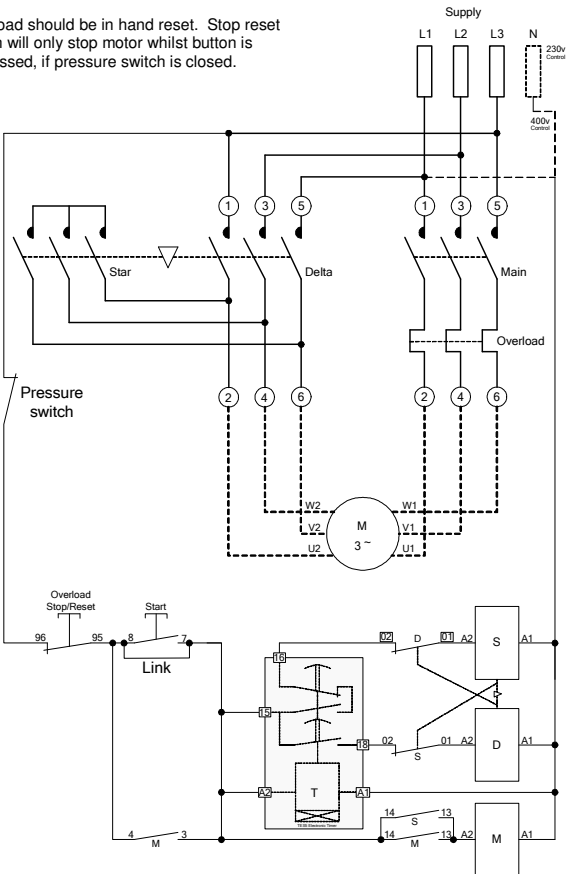 oad should be in hand reset. Stop reset
n will only stop motor whilst button is
ssed, if pressure switch is closed.
Supply
L1 L2 L3 N
230v
Control
400v
Control
1 3 5 1 3 5
Star Delta Main
Overload
Pressure
switch
2 4 6 2 4 6
W2 W1
V2 M V1
U2 3 ~ U1
Overload
Stop/Reset Start
96 95 8 7
Link
16 02 D 01 A2 S A1
15
18 02 S 01 A2 D A1
A2 T A1
TE5S Electronic Timer
14 S 13
4 M 3 14 M 13 A2 M A1